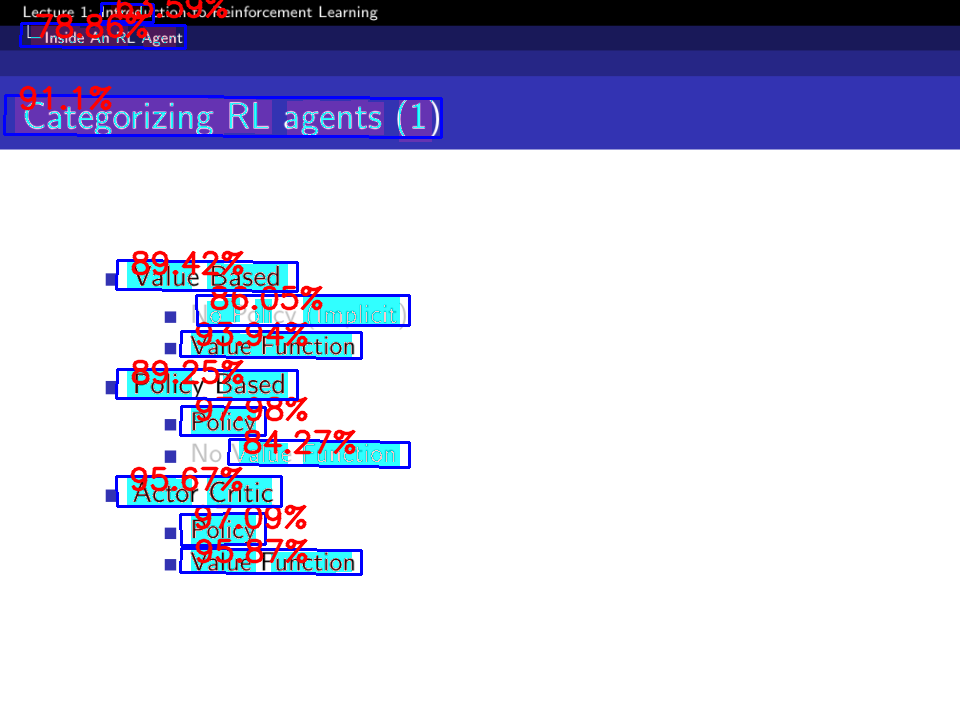 Lecture 1: Introduction to Reinforcement Learning
63.59%
78.86%
Inside An RL Agent
91.1%
Categorizing RL agents (1)
89.42%
Value Based
86.05%
No Policy (Implicit)
93.94%
Value Function
89.25%
Policy Based
97.98%
Policy
84.27%
No Value Function
95.67%
Actor Critic
97.09%
Policy
95.87%
Value Function